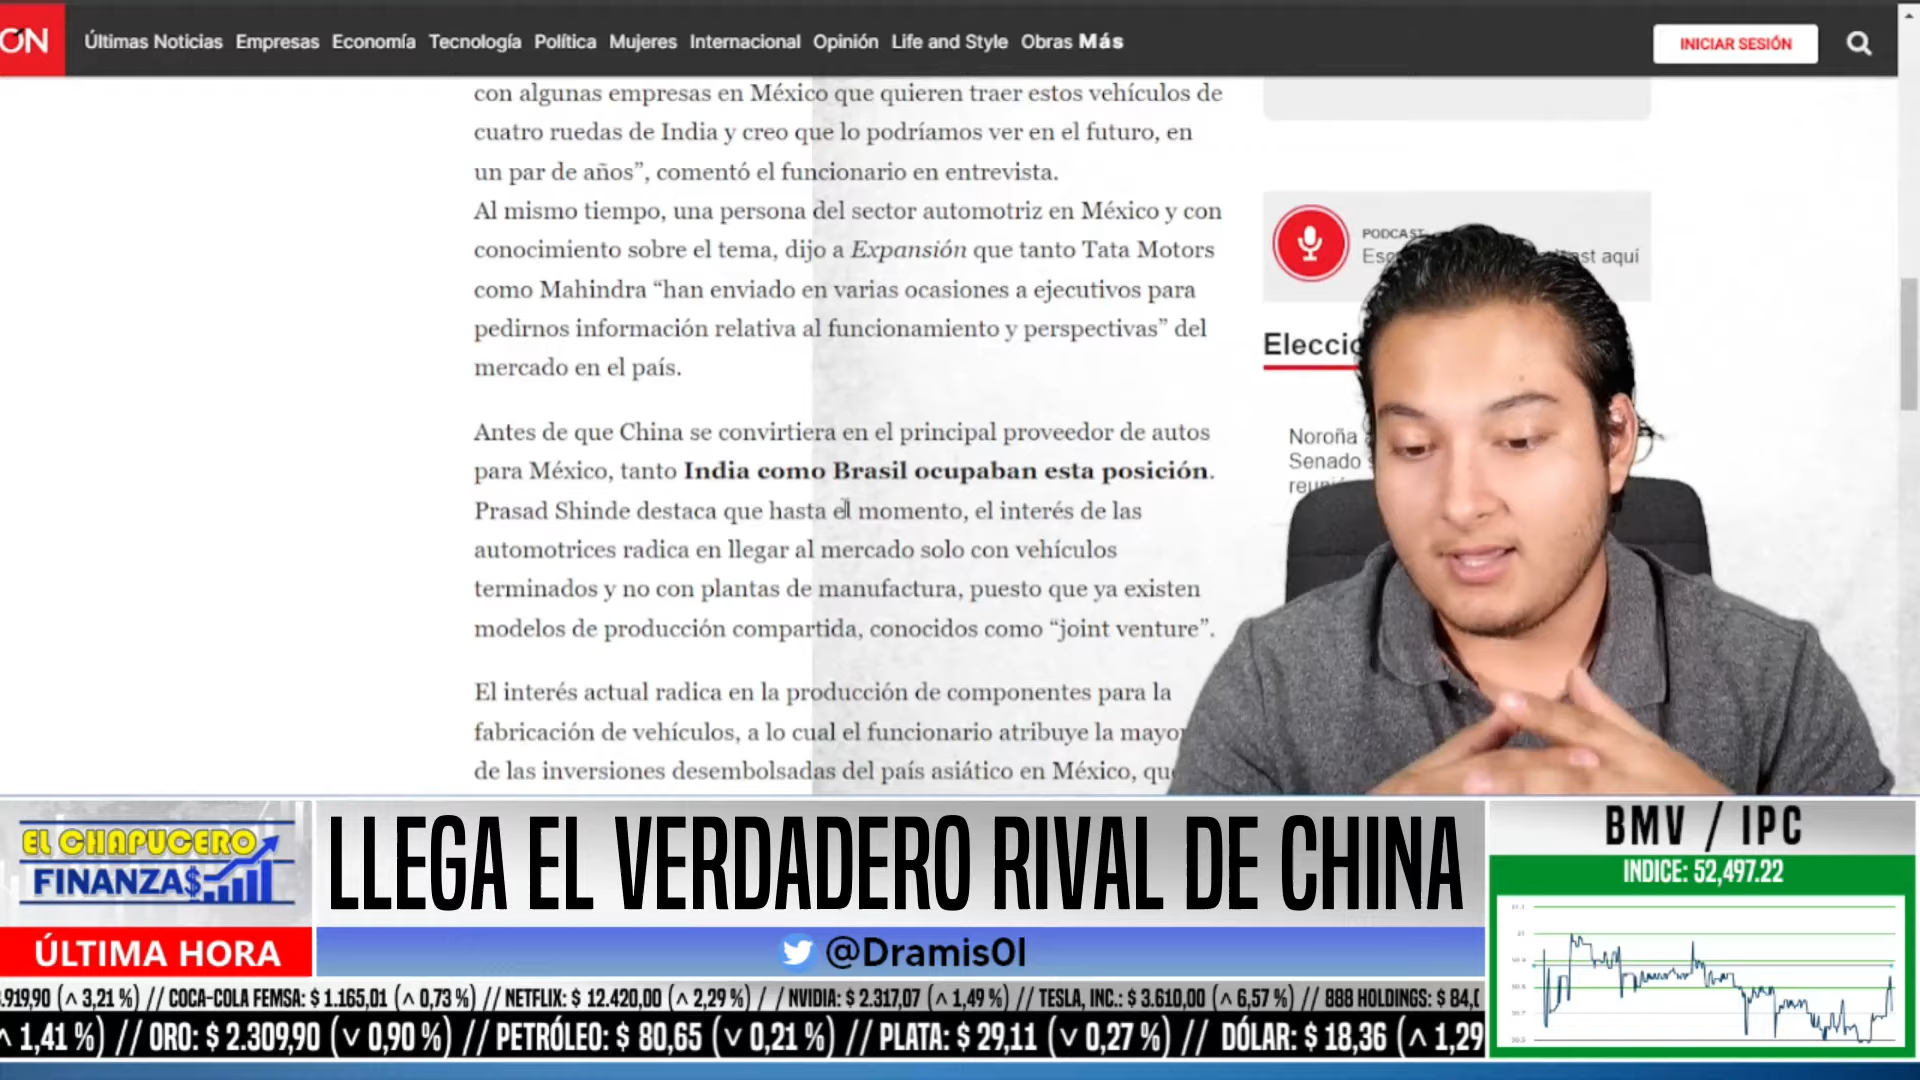 ÓN
Últimas Noticias Empresas Economía Tecnología Política Mujeres Internacional Opinión Life and Style Obras Más
INICIAR SESIÓN
con algunas empresas en México que quieren traer estos vehículos de
cuatro ruedas de India y creo que lo podríamos ver en el futuro, en
un par de años”, comentó el funcionario en entrevista.
Al mismo tiempo, una persona del sector automotriz en México y con
conocimiento sobre el tema, dijo a Expansión que tanto Tata Motors
como Mahindra “han enviado en varias ocasiones a ejecutivos para
pedirnos información relativa al funcionamiento y perspectivas” del
mercado en el país.
Antes de que China se convirtiera en el principal proveedor de autos
para México, tanto India como Brasil ocupaban esta posición.
Prasad Shinde destaca que hasta el momento, el interés de las
automotrices radica en llegar al mercado solo con vehículos
terminados y no con plantas de manufactura, puesto que ya existen
modelos de producción compartida, conocidos como “joint venture”.
El interés actual radica en la producción de componentes para la
fabricación de vehículos, a lo cual el funcionario atribuye la mayor
de las inversiones desembolsadas del país asiático en México, que
PODCAST
aquí
Eleccio
Noroña
Senado
EL CHAPUCERO
FINANZA$
LLEGA EL VERDADERO RIVAL DE CHINA
BMV / IPC
INDICE: 52,497.22
ÚLTIMA HORA
@DramisOl
.919,90 (^ 3,21 %) // COCA-COLA FEMSA: $ 1.165,01 (^ 0,73 %) // NETFLIX: $ 12.420,00 (^ 2,29 %) / / NVIDIA: $ 2.317,07 (^ 1,49 %) // TESLA, INC.: $ 3.610,00 (^ 6,57 %) // 888 HOLDINGS: $ 84,0
^ 1,41 %) // ORO: $ 2.309,90 (v 0,90 %) // PETRÓLEO: $ 80,65 (v 0,21 %) // PLATA: $ 29,11 (v 0,27 %) // DÓLAR: $ 18,36 (^ 1,29